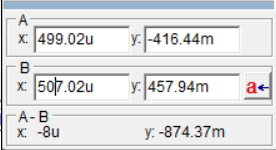 A
x: 499.02u y: -416.44m
B
x: 507.02u y: 457.94m a
A - B
x: -8u y: -874.37m